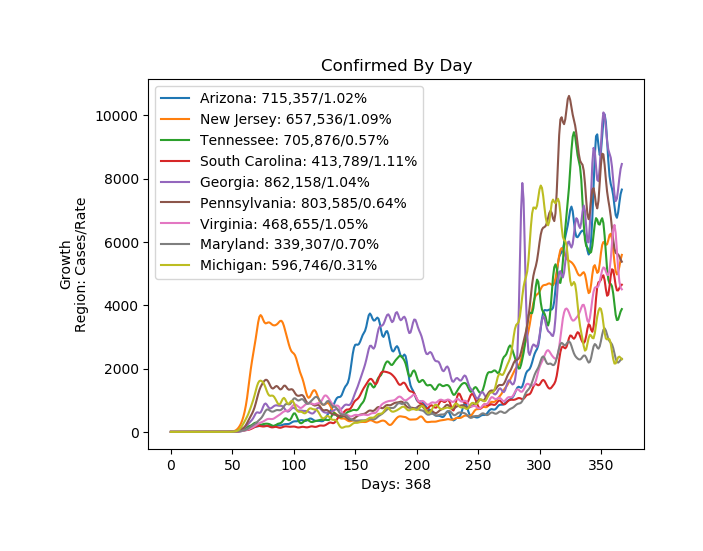 Confirmed By Day
Growth
Region: Cases/Rate
10000
8000
6000
4000
2000
0
Arizona: 715,357/1.02%
New Jersey: 657,536/1.09%
Tennessee: 705,876/0.57%
South Carolina: 413,789/1.11%
Georgia: 862,158/1.04%
Pennsylvania: 803,585/0.64%
Virginia: 468,655/1.05%
Maryland: 339,307/0.70%
Michigan: 596,746/0.31%
0 50 100 150 200 250 300 350
Days: 368